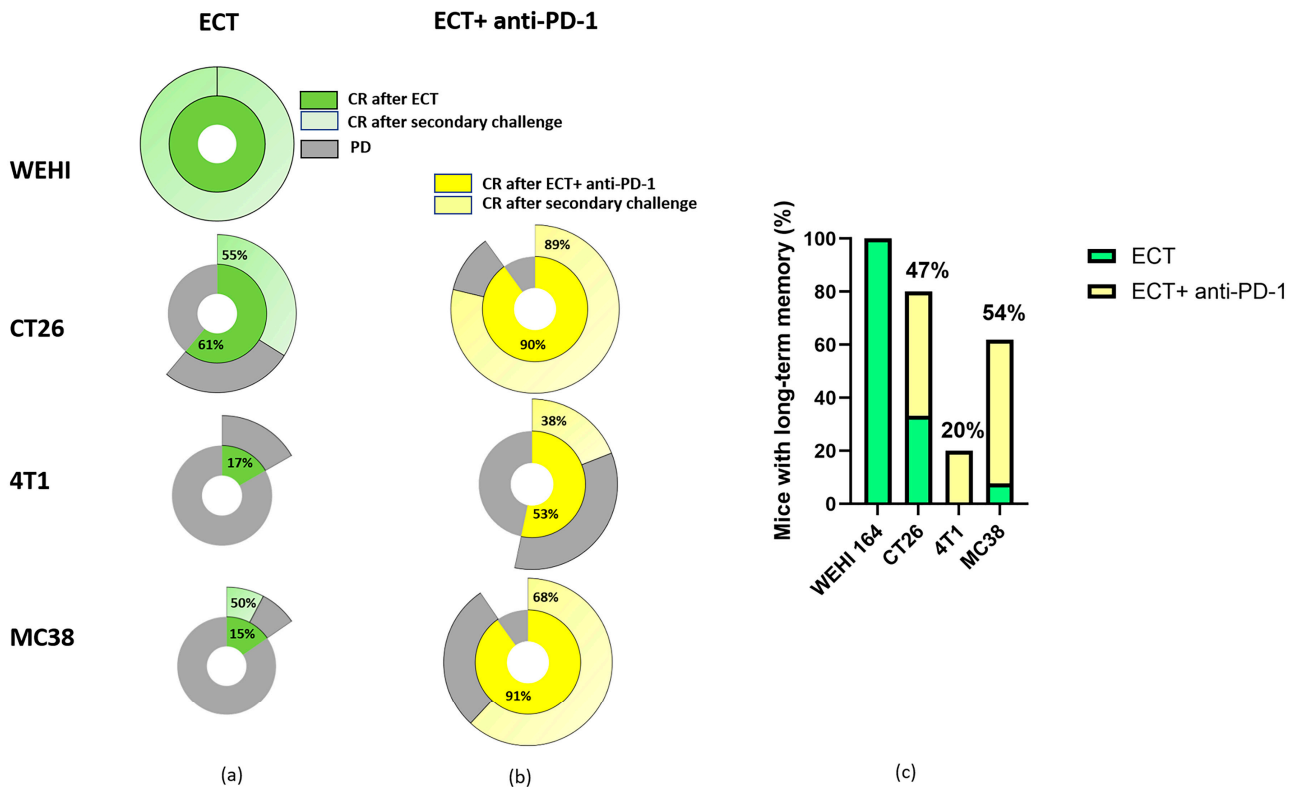 ECT
ECT+ anti-PD-1
CR after ECT
CR after secondary challenge
PD
WEHI
CR after ECT+ anti-PD-1
CR after secondary challenge
55%
61%
CT26
89%
90%
17%
4T1
38%
53%
50%
15%
MC38
68%
91%
(a)
(b)
Mice with long-term memory (%)
100
80
60
40
20
0
47%
20%
54%
WEHI 164
CT26
4T1
MC38
ECT
ECT+ anti-PD-1
(c)